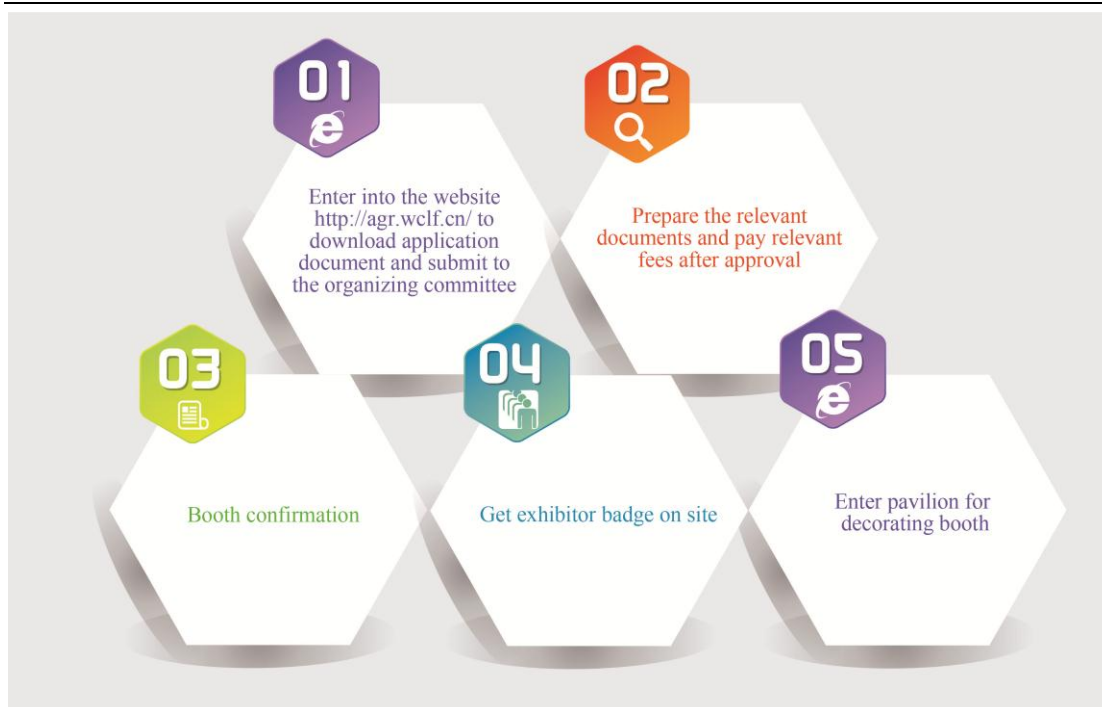 01
Enter into the website
http://agr.wclf.cn/ to
download application
document and submit to
the organizing committee
02
Prepare the relevant
documents and pay relevant
fees after approval
03
Booth confirmation
04
Get exhibitor badge on site
05
Enter pavilion for
decorating booth